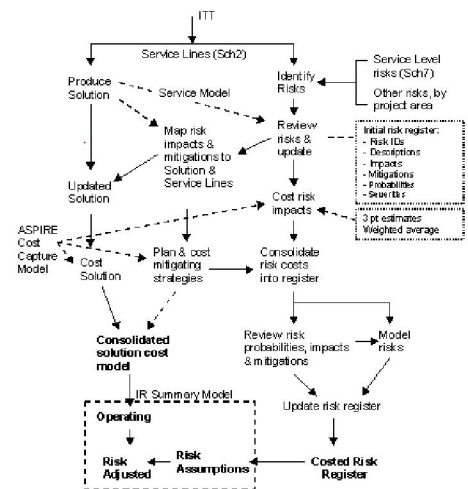 ITT
Service Lines (Sch2)
Produce
Solution
Identify
Risks
Service Level
risks (Sch7)
Other risks, by
project area
Service Model
Map risk
impacts &
mitigations to
Solution &
Service Lines
Review
risks &
update
Initial risk register:
- Risk IDs
- Descriptions
- Impacts
- Mitigations
- Probabilities
- Severities
Updated
Solution
Cost risk
impacts
3 pt estimates
Weighted average
ASPIRE
Cost
Capture
Model
Cost
Solution
Plan & cost
mitigating
strategies
Consolidate
risk costs
into register
Consolidated
solution cost
model
Review risk
probabilities, impacts
& mitigations
Model
risks
IR Summary Model
Update risk register
Operating
Risk
Adjusted
Risk
Assumptions
Costed Risk
Register